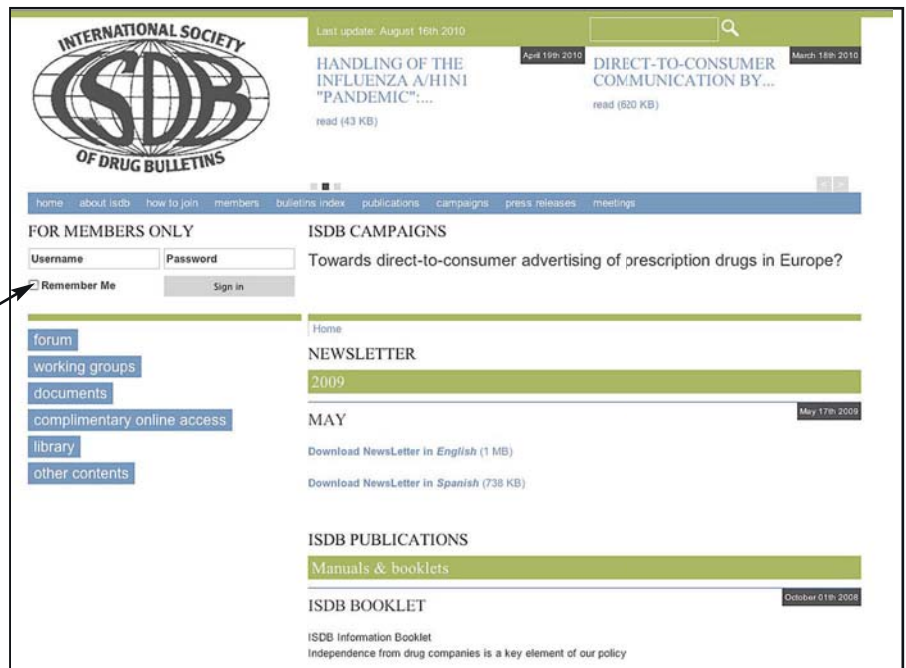 INTERNATIONAL SOCIETY
ISDB
OF DRUG BULLETINS
Last update: August 16th 2010
April 19th 2010
HANDLING OF THE
INFLUENZA A/H1N1
"PANDEMIC":...
read (43 KB)
March 18th 2010
DIRECT-TO-CONSUMER
COMMUNICATION BY...
read (620 KB)
< >
home about isdb how to join members bulletins index publications campaigns press releases meetings
FOR MEMBERS ONLY
Username Password
Remember Me Sign in
forum
working groups
documents
complimentary online access
library
other contents
ISDB CAMPAIGNS
Towards direct-to-consumer advertising of prescription drugs in Europe?
Home
NEWSLETTER
2009
May 17th 2009
MAY
Download NewsLetter in English (1 MB)
Download NewsLetter in Spanish (738 KB)
ISDB PUBLICATIONS
Manuals & booklets
October 01th 2008
ISDB BOOKLET
ISDB Information Booklet
Independence from drug companies is a key element of our policy